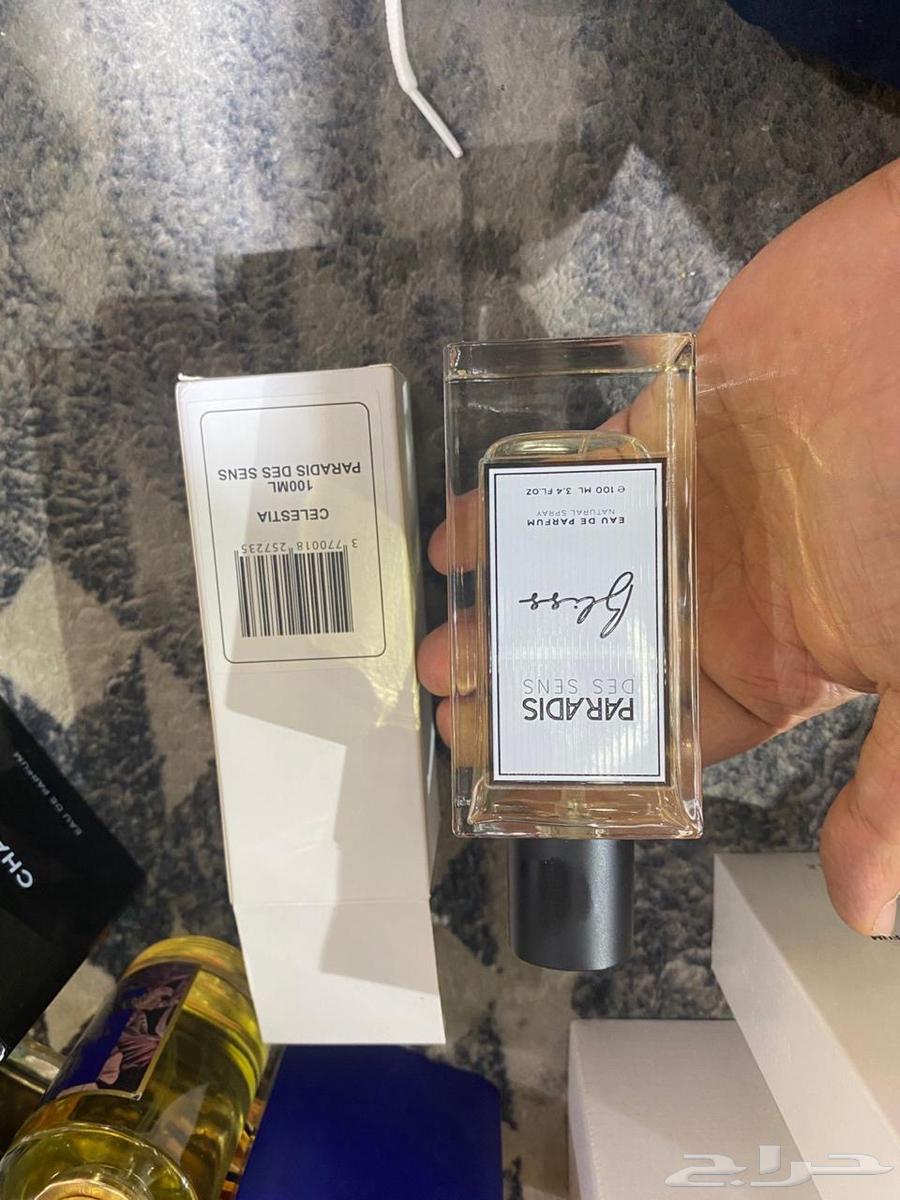 PARADIS DES SENS
100ML
CELESTIA
3 770018 257235
PARADIS
DES SENS
Bliss
EAU DE PARFUM
NATURAL SPRAY
℮ 100 ML 3.4 FL.OZ
CHA
EAU DE PARFUM
حراج